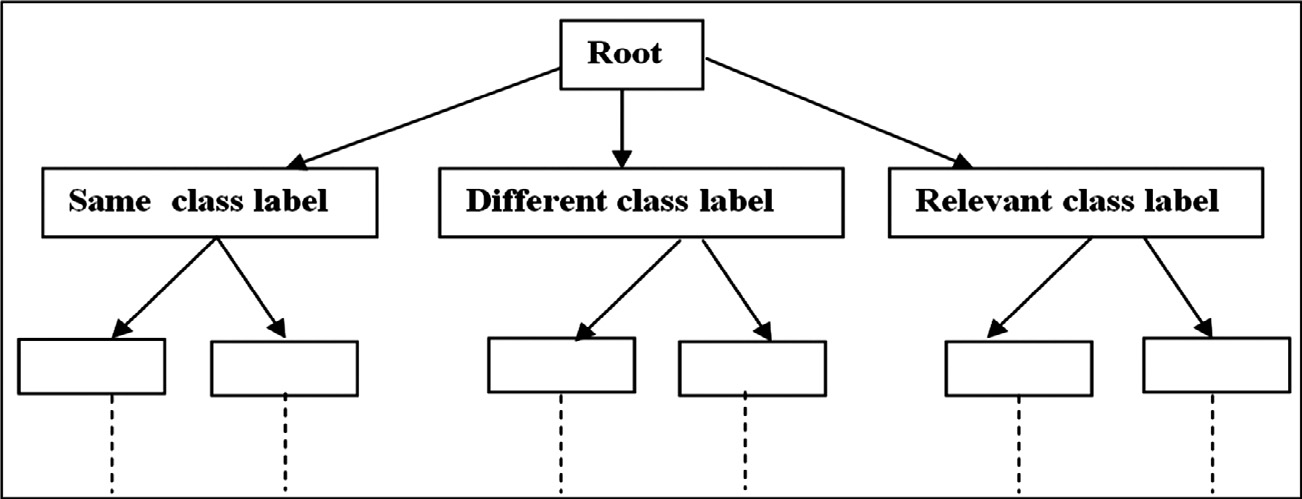 Root
Same class label
Different class label
Relevant class label